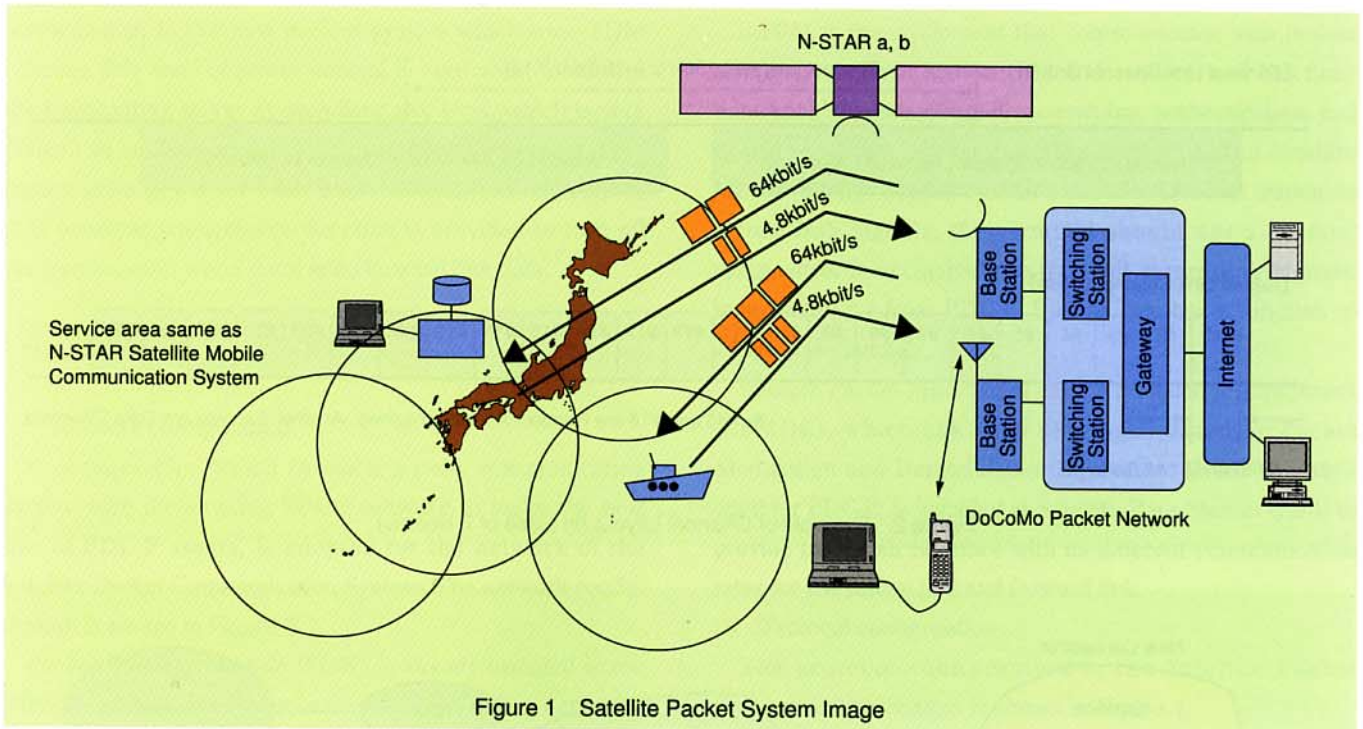 N-STAR a, b
64kbit/s
4.8kbit/s
64kbit/s
4.8kbit/s
Service area same as
N-STAR Satellite Mobile
Communication System
Base
Station
Switching
Station
Gateway
Internet
Base
Station
Switching
Station
DoCoMo Packet Network
Figure 1 Satellite Packet System Image